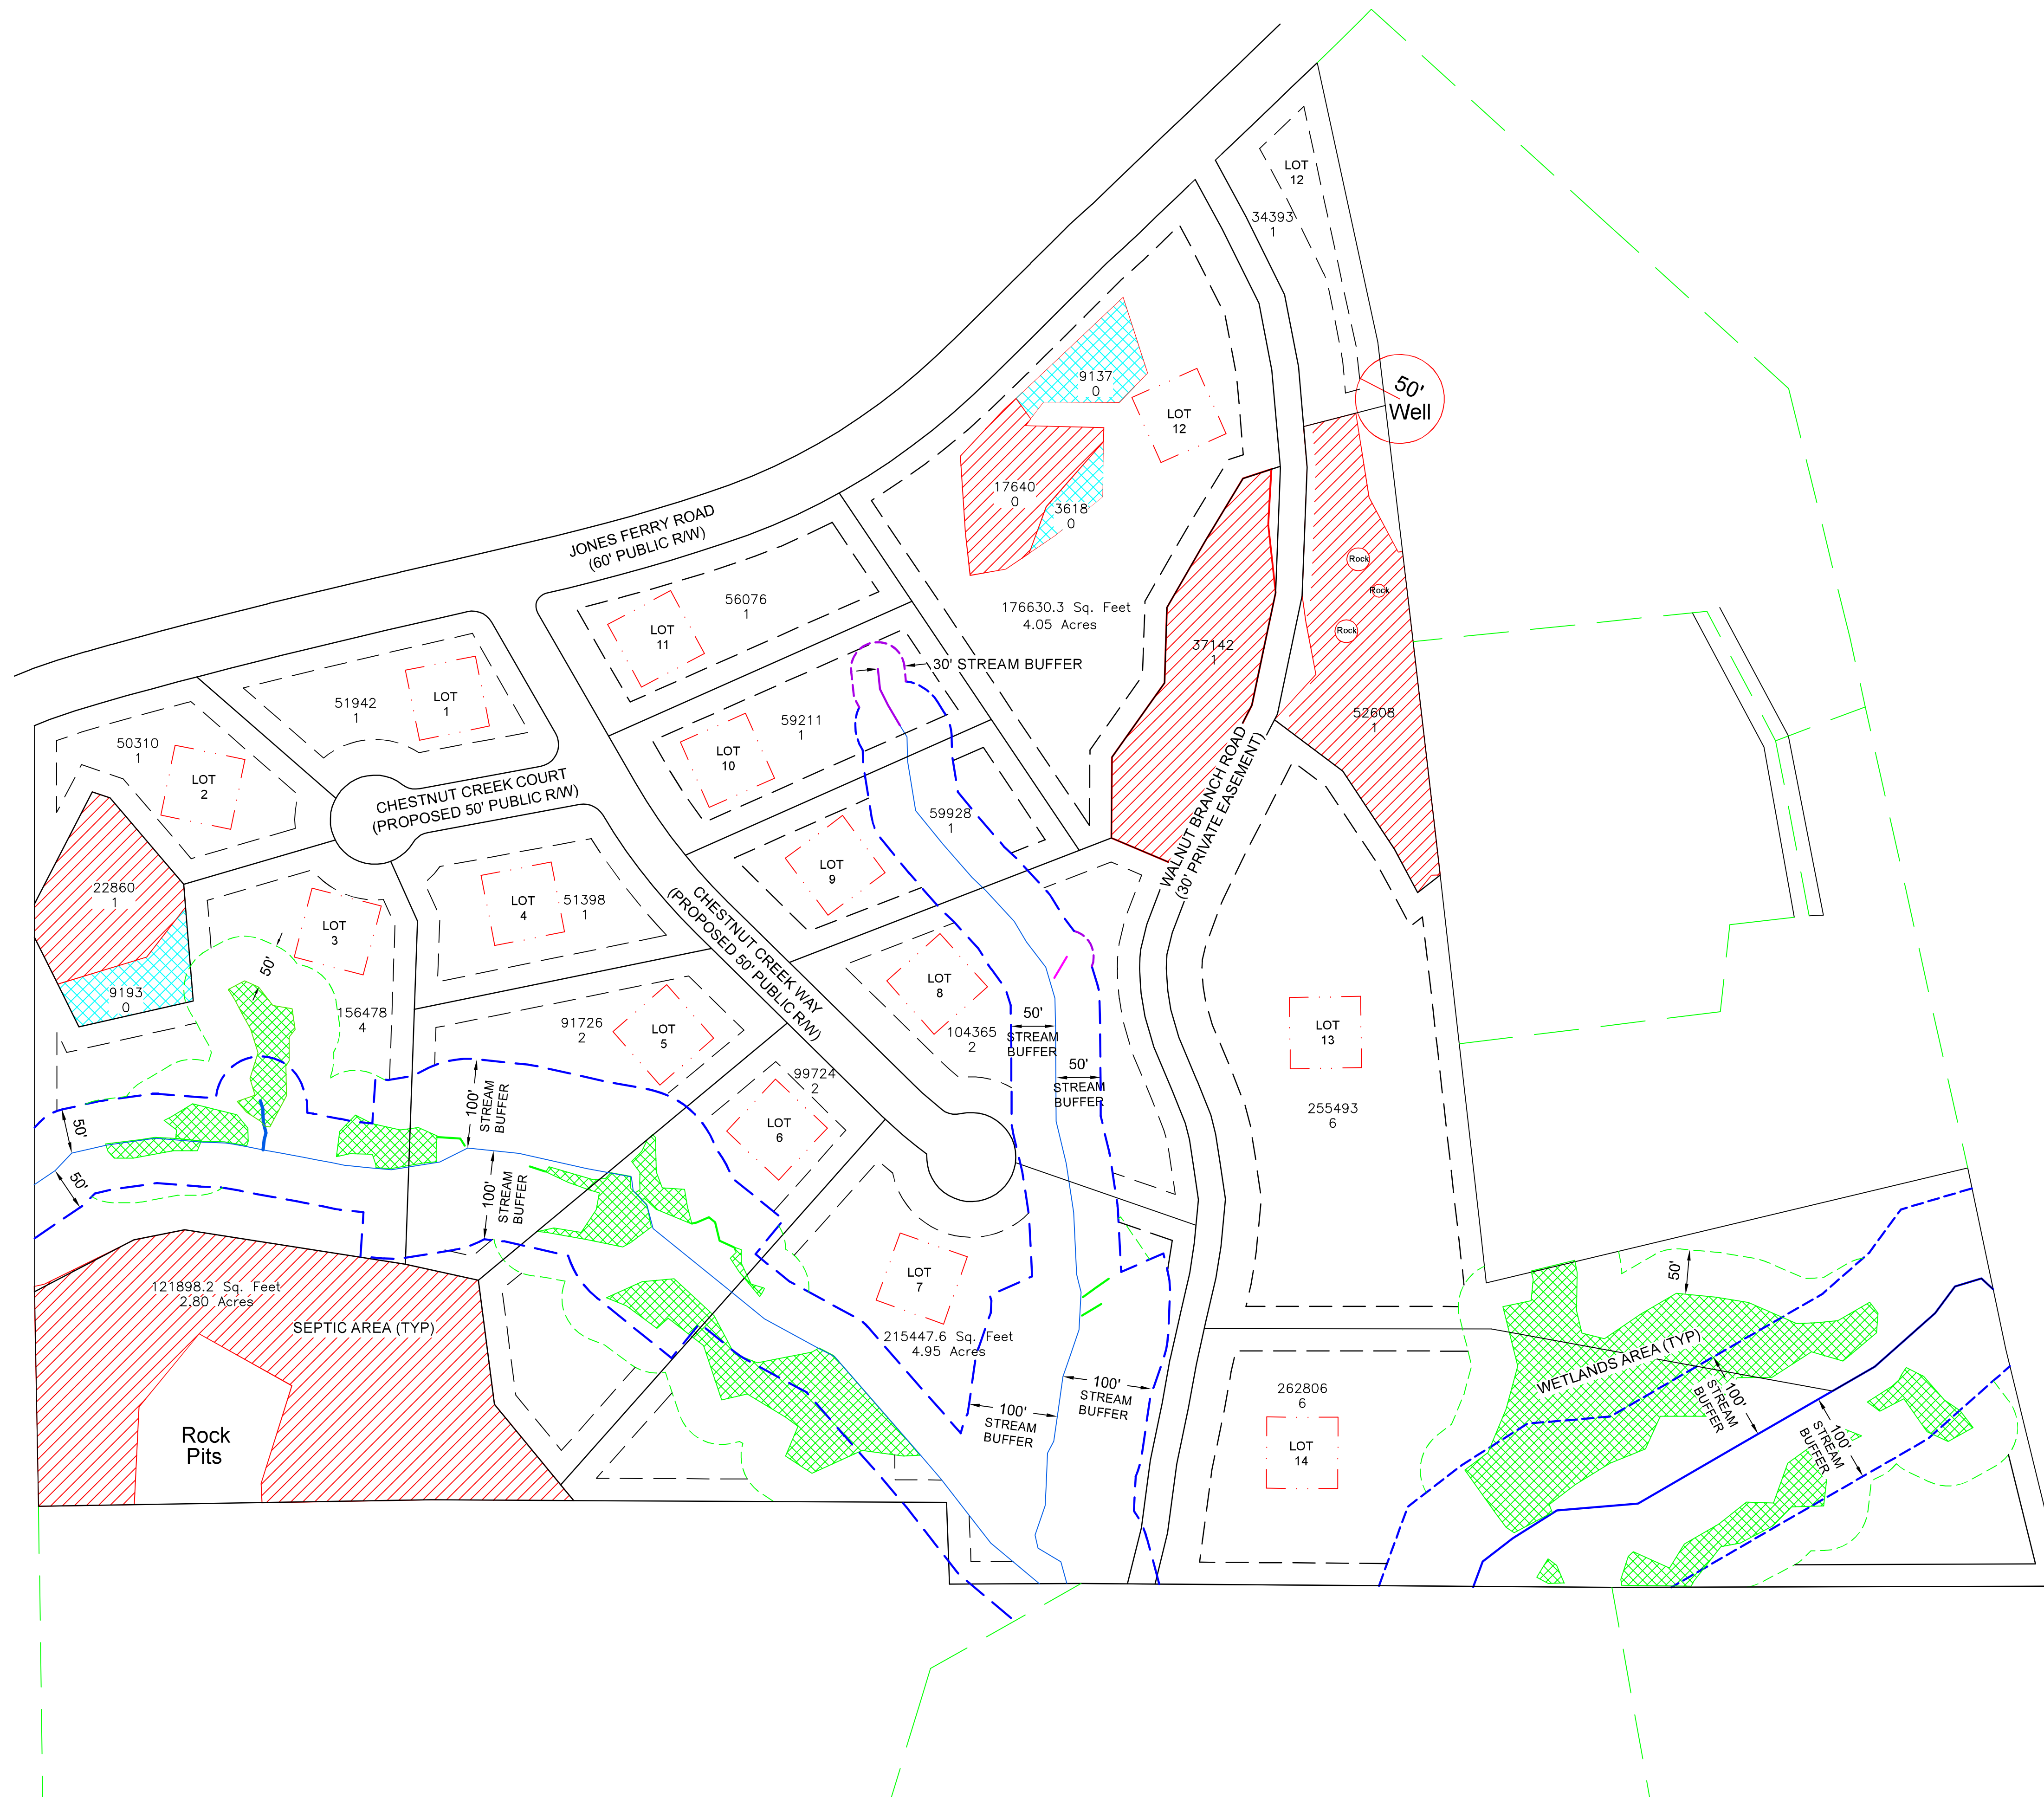 LOT
12
34393
1
50'
Well
9137
0
LOT
12
17640
0
3618
0
JONES FERRY ROAD
(60' PUBLIC R/W)
Rock
Rock
Rock
56076
1
LOT
11
176630.3 Sq. Feet
4.05 Acres
37142
1
30' STREAM BUFFER
51942
1
LOT
1
59211
1
52608
1
50310
1
LOT
2
LOT
10
CHESTNUT CREEK COURT
(PROPOSED 50' PUBLIC R/W)
WALNUT BRANCH ROAD
(30' PRIVATE EASEMENT)
59928
1
LOT
9
22860
1
LOT
4
51398
1
LOT
3
CHESTNUT CREEK WAY
(PROPOSED 50' PUBLIC R/W)
50'
9193
0
LOT
8
156478
4
91726
2
LOT
5
104365
2
50'
STREAM
BUFFER
LOT
13
50'
STREAM
BUFFER
99724
2
100'
STREAM
BUFFER
50'
LOT
6
255493
6
50'
100'
STREAM
BUFFER
LOT
7
50'
121898.2 Sq. Feet
2.80 Acres
SEPTIC AREA (TYP)
215447.6 Sq. Feet
4.95 Acres
WETLANDS AREA (TYP)
100'
STREAM
BUFFER
100'
STREAM
BUFFER
262806
6
100'
STREAM
BUFFER
100'
STREAM
BUFFER
Rock
Pits
LOT
14